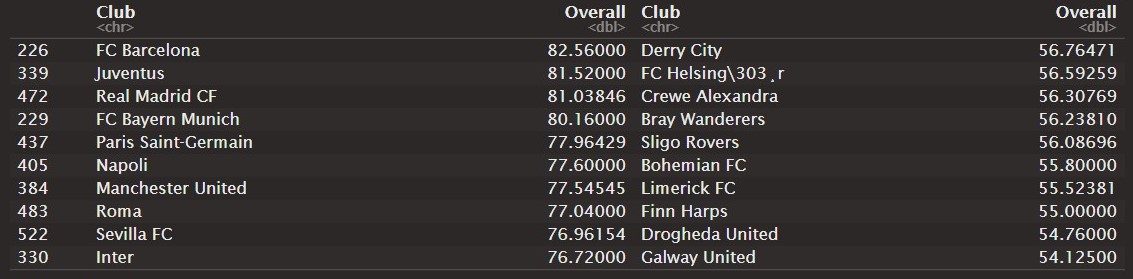 Club Overall Club Overall
<chr> <dbl> <chr> <dbl>
226 FC Barcelona 82.56000 Derry City 56.76471
339 Juventus 81.52000 FC Helsing\303¸r 56.59259
472 Real Madrid CF 81.03846 Crewe Alexandra 56.30769
229 FC Bayern Munich 80.16000 Bray Wanderers 56.23810
437 Paris Saint-Germain 77.96429 Sligo Rovers 56.08696
405 Napoli 77.60000 Bohemian FC 55.80000
384 Manchester United 77.54545 Limerick FC 55.52381
483 Roma 77.04000 Finn Harps 55.00000
522 Sevilla FC 76.96154 Drogheda United 54.76000
330 Inter 76.72000 Galway United 54.12500